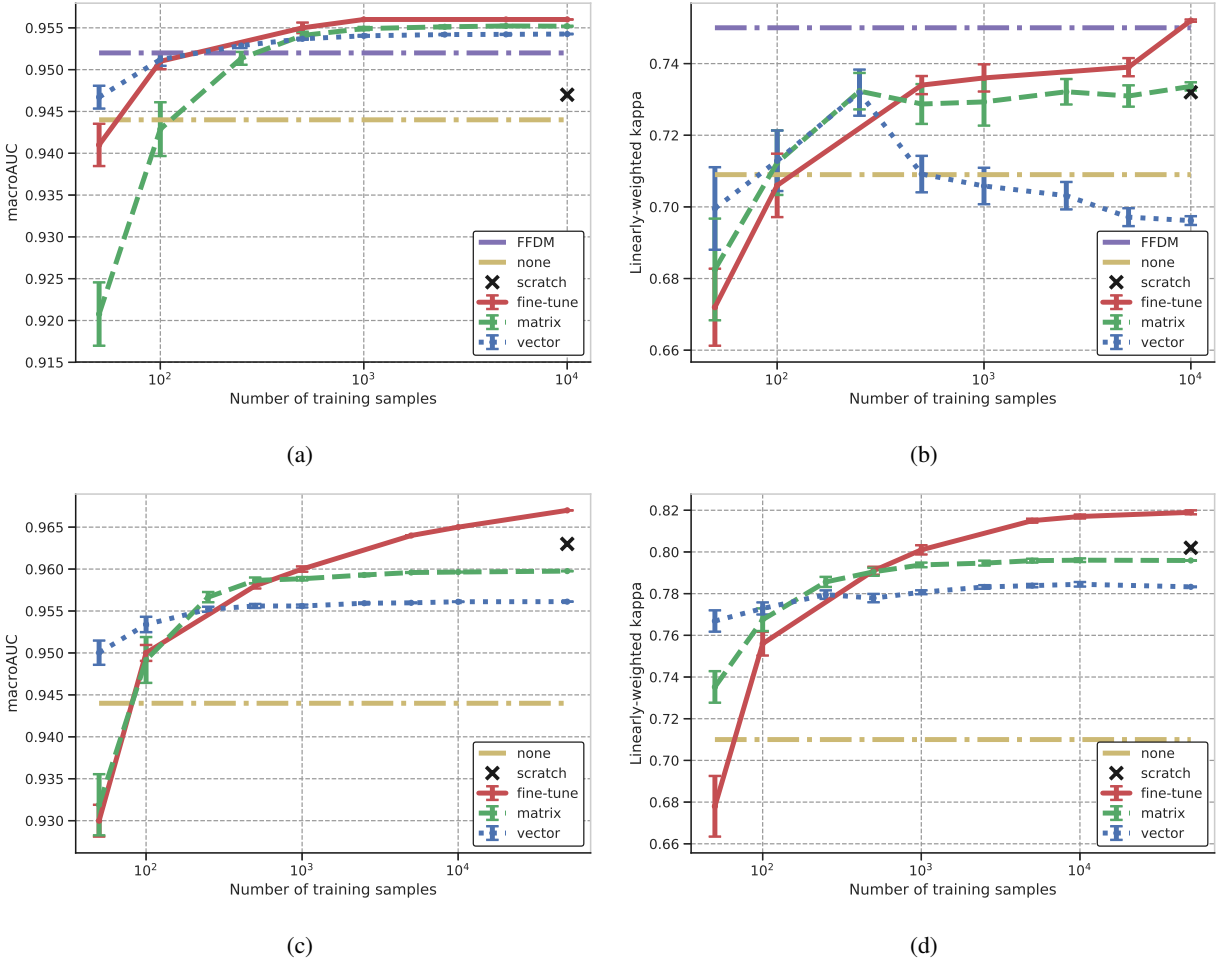 0.955
0.950
0.945
0.940
0.935
0.930
0.925
0.920
0.915
macroAUC
10²
10³
10⁴
Number of training samples
FFDM
none
scratch
fine-tune
matrix
vector
(a)
0.74
0.72
0.70
0.68
0.66
Linearly-weighted kappa
10²
10³
10⁴
Number of training samples
FFDM
none
scratch
fine-tune
matrix
vector
(b)
0.965
0.960
0.955
0.950
0.945
0.940
0.935
0.930
macroAUC
10²
10³
10⁴
Number of training samples
none
scratch
fine-tune
matrix
vector
(c)
0.82
0.80
0.78
0.76
0.74
0.72
0.70
0.68
0.66
Linearly-weighted kappa
10²
10³
10⁴
Number of training samples
none
scratch
fine-tune
matrix
vector
(d)